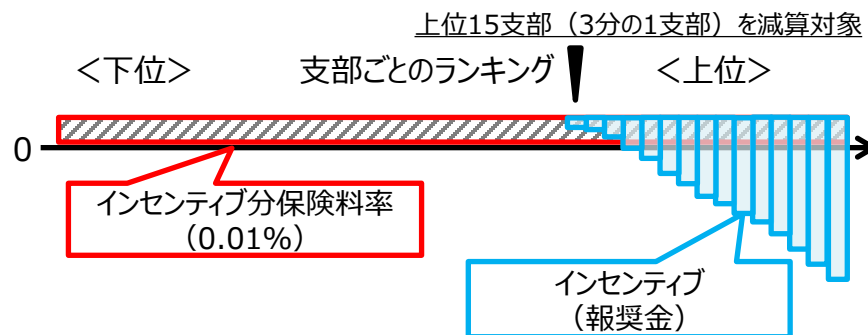 上位15支部（3分の1支部）を減算対象
＜下位＞ 支部ごとのランキング ＜上位＞
0
インセンティブ分保険料率
（0.01%）
インセンティブ
（報奨金）